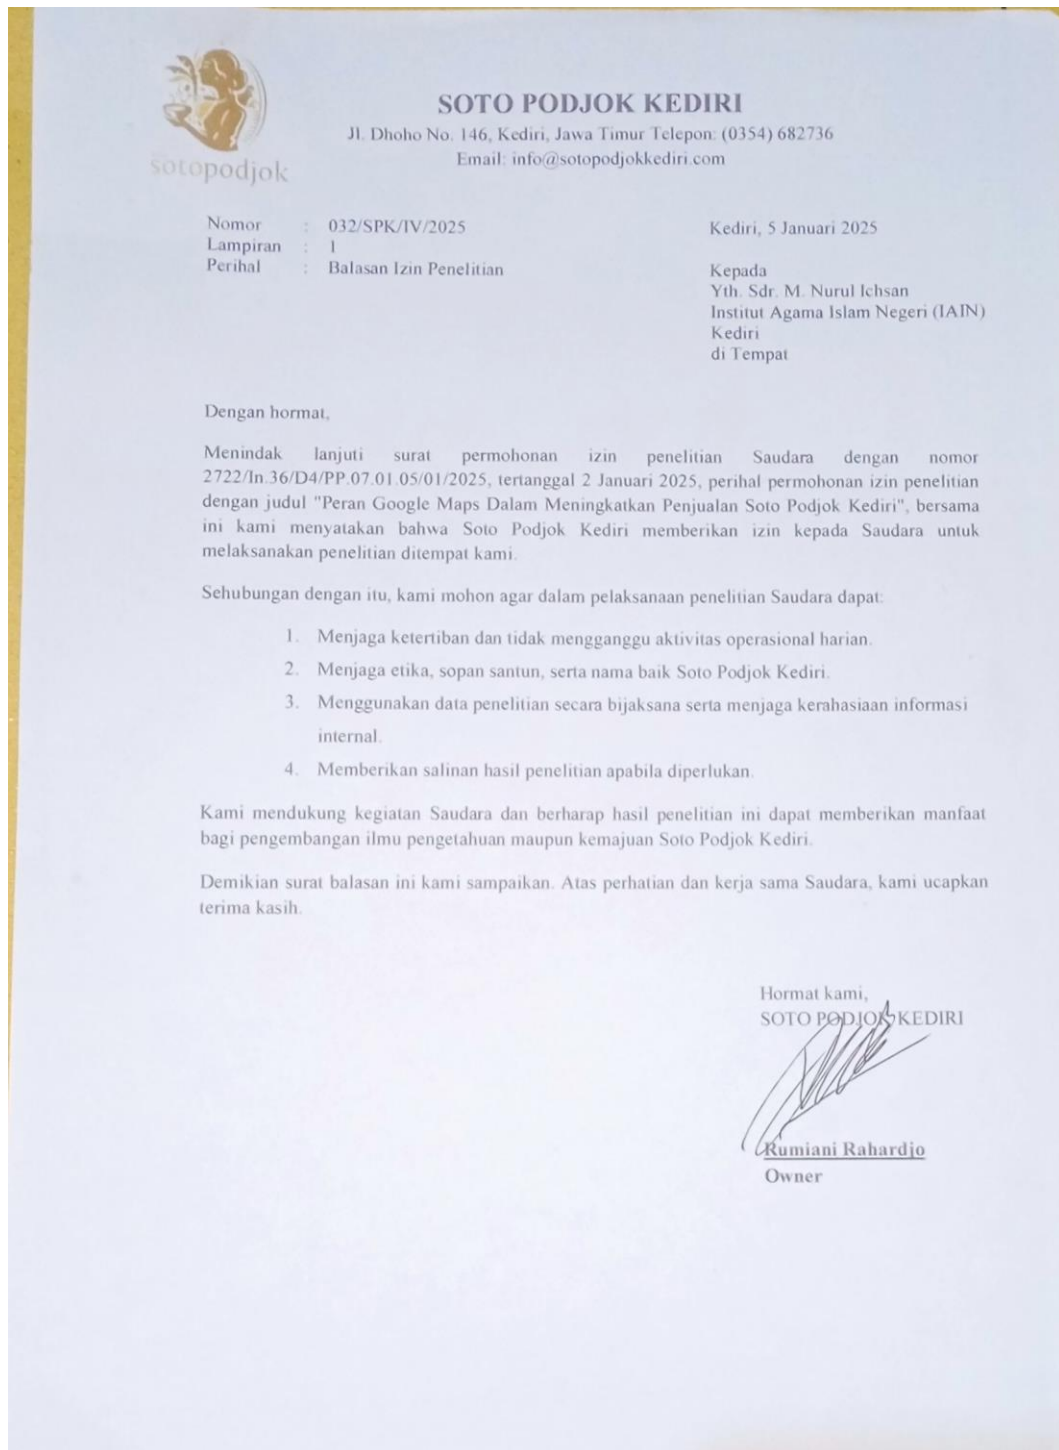 sotopodjok
SOTO PODJOK KEDIRI
Jl. Dhoho No. 146, Kediri, Jawa Timur Telepon: (0354) 682736
Email: info@sotopodjokkediri.com
Nomor : 032/SPK/IV/2025
Lampiran : 1
Perihal : Balasan Izin Penelitian
Kediri, 5 Januari 2025
Kepada
Yth. Sdr. M. Nurul Ichsan
Institut Agama Islam Negeri (IAIN)
Kediri
di Tempat
Dengan hormat,
Menindak lanjuti surat permohonan izin penelitian Saudara dengan nomor
2722/In.36/D4/PP.07.01.05/01/2025, tertanggal 2 Januari 2025, perihal permohonan izin penelitian
dengan judul "Peran Google Maps Dalam Meningkatkan Penjualan Soto Podjok Kediri", bersama
ini kami menyatakan bahwa Soto Podjok Kediri memberikan izin kepada Saudara untuk
melaksanakan penelitian ditempat kami.
Sehubungan dengan itu, kami mohon agar dalam pelaksanaan penelitian Saudara dapat:
1. Menjaga ketertiban dan tidak mengganggu aktivitas operasional harian.
2. Menjaga etika, sopan santun, serta nama baik Soto Podjok Kediri.
3. Menggunakan data penelitian secara bijaksana serta menjaga kerahasiaan informasi
internal.
4. Memberikan salinan hasil penelitian apabila diperlukan.
Kami mendukung kegiatan Saudara dan berharap hasil penelitian ini dapat memberikan manfaat
bagi pengembangan ilmu pengetahuan maupun kemajuan Soto Podjok Kediri.
Demikian surat balasan ini kami sampaikan. Atas perhatian dan kerja sama Saudara, kami ucapkan
terima kasih.
Hormat kami,
SOTO PODJOK KEDIRI
Rumiani Rahardjo
Owner